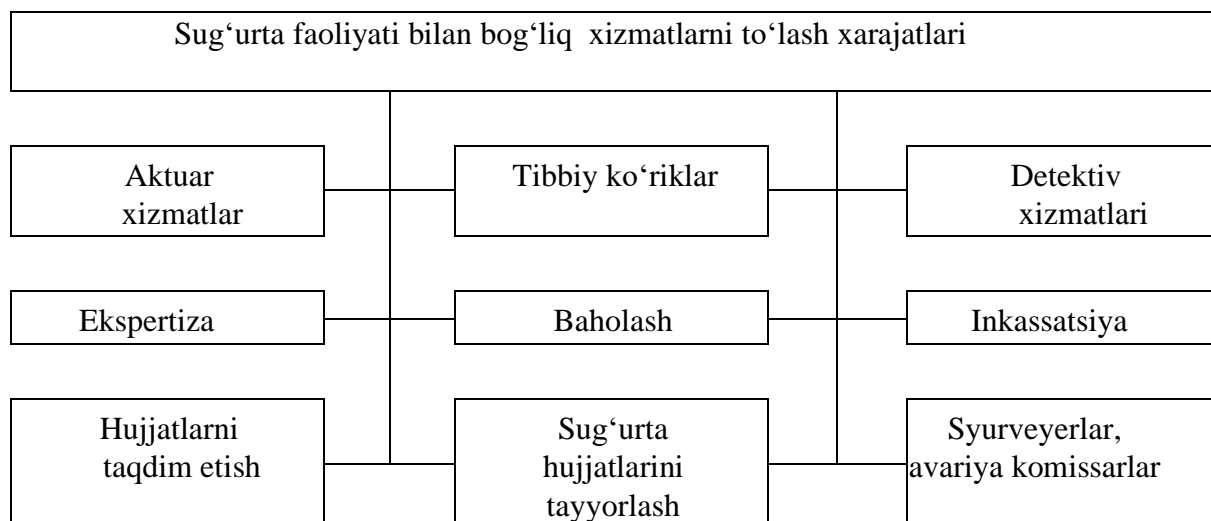 Sug‘urta faoliyati bilan bog‘liq xizmatlarni to‘lash xarajatlari
Aktuar
xizmatlar
Tibbiy ko‘riklar
Detektiv
xizmatlari
Ekspertiza
Baholash
Inkassatsiya
Hujjatlarni
taqdim etish
Sug‘urta
hujjatlarini
tayyorlash
Syurveyerlar,
avariya komissarlar